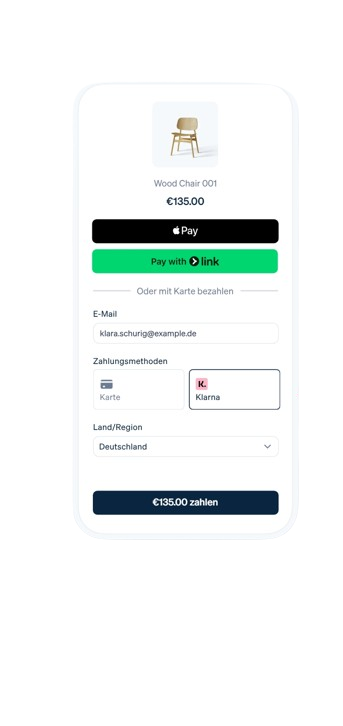 Wood Chair 001
€135.00
Pay
Pay with link
Oder mit Karte bezahlen
E-Mail
klara.schurig@example.de
Zahlungsmethoden
K.
Karte
Klarna
Land/Region
Deutschland
€135.00 zahlen